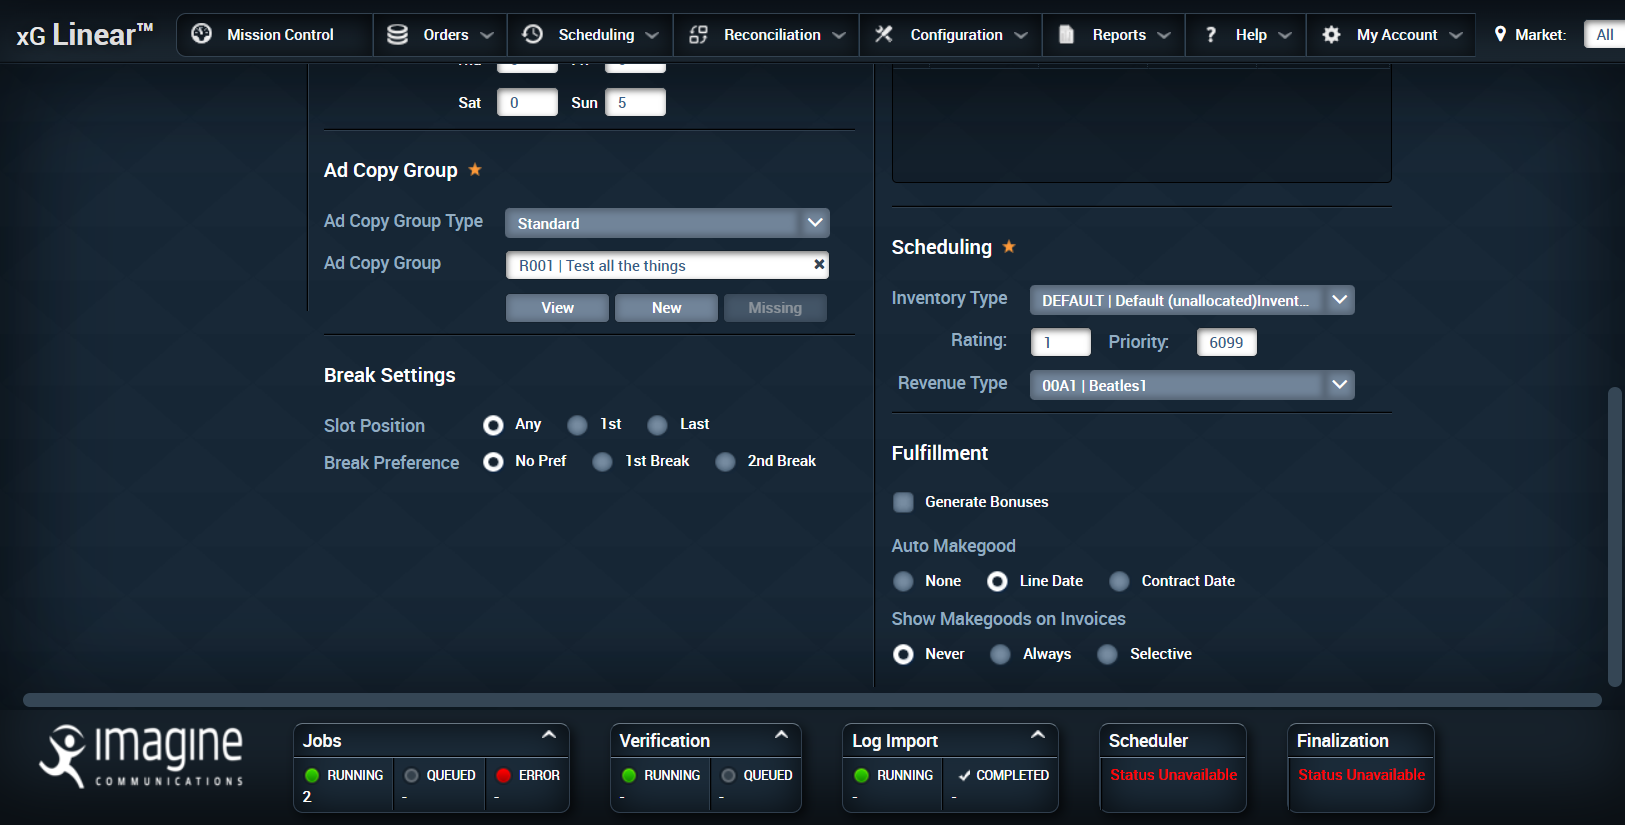 xG Linear™
Mission Control
Orders
Scheduling
Reconciliation
Configuration
Reports
? Help
My Account
Market:
All
Sat 0 Sun 5
Ad Copy Group
Ad Copy Group Type Standard
Ad Copy Group R001 | Test all the things
View New Missing
Break Settings
Slot Position Any 1st Last
Break Preference No Pref 1st Break 2nd Break
Scheduling
Inventory Type DEFAULT | Default (unallocated)Invent...
Rating: 1 Priority: 6099
Revenue Type 00A1 | Beatles1
Fulfillment
Generate Bonuses
Auto Makegood
None Line Date Contract Date
Show Makegoods on Invoices
Never Always Selective
imagine
COMMUNICATIONS
Jobs
RUNNING QUEUED ERROR
2 - -
Verification
RUNNING QUEUED
- -
Log Import
RUNNING COMPLETED
- -
Scheduler
Status Unavailable
Finalization
Status Unavailable